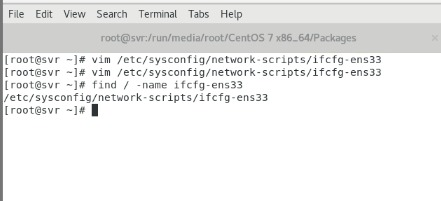 File Edit View Search Terminal Tabs Help
root@svr:/run/media/root/CentOS 7 x86_64/Packages
[root@svr ~]# vim /etc/sysconfig/network-scripts/ifcfg-ens33
[root@svr ~]# vim /etc/sysconfig/network-scripts/ifcfg-ens33
[root@svr ~]# find / -name ifcfg-ens33
/etc/sysconfig/network-scripts/ifcfg-ens33
[root@svr ~]#